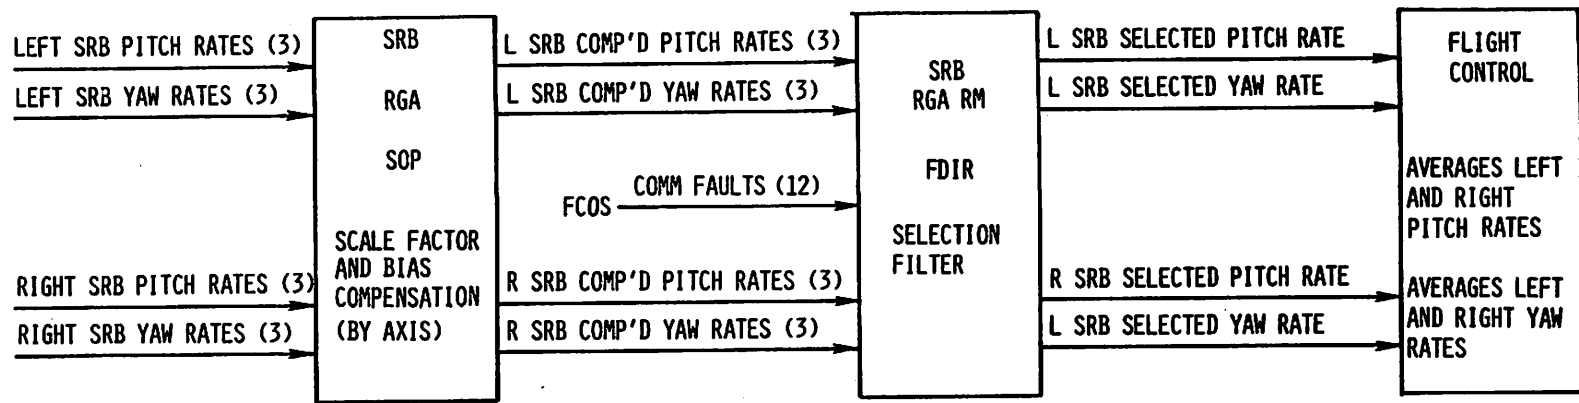 LEFT SRB PITCH RATES (3)
LEFT SRB YAW RATES (3)
RIGHT SRB PITCH RATES (3)
RIGHT SRB YAW RATES (3)
SRB
RGA
SOP
SCALE FACTOR
AND BIAS
COMPENSATION
(BY AXIS)
L SRB COMP'D PITCH RATES (3)
L SRB COMP'D YAW RATES (3)
COMM FAULTS (12)
FCOS
R SRB COMP'D PITCH RATES (3)
R SRB COMP'D YAW RATES (3)
SRB
RGA RM
FDIR
SELECTION
FILTER
L SRB SELECTED PITCH RATE
L SRB SELECTED YAW RATE
R SRB SELECTED PITCH RATE
L SRB SELECTED YAW RATE
FLIGHT
CONTROL
AVERAGES LEFT
AND RIGHT
PITCH RATES
AVERAGES LEFT
AND RIGHT YAW
RATES